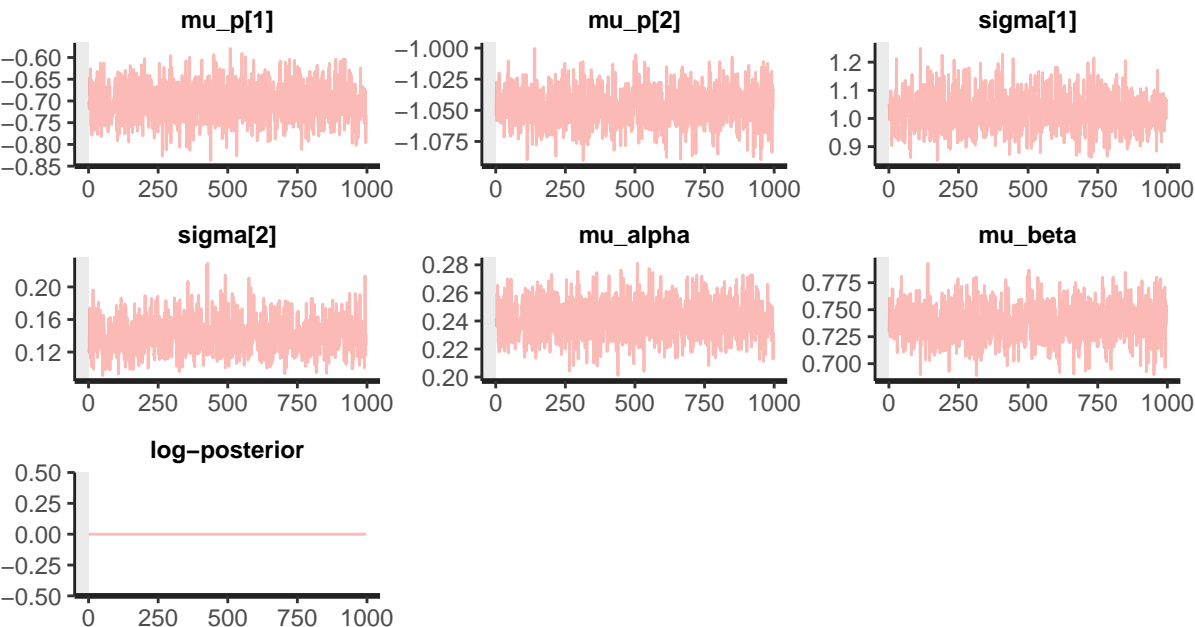 mu_p[1]
−0.60
−0.65
−0.70
−0.75
−0.80
−0.85
0 250 500 750 1000
mu_p[2]
−1.000
−1.025
−1.050
−1.075
0 250 500 750 1000
sigma[1]
1.2
1.1
1.0
0.9
0 250 500 750 1000
sigma[2]
0.20
0.16
0.12
0 250 500 750 1000
mu_alpha
0.28
0.26
0.24
0.22
0.20
0 250 500 750 1000
mu_beta
0.775
0.750
0.725
0.700
0 250 500 750 1000
log−posterior
0.50
0.25
0.00
−0.25
−0.50
0 250 500 750 1000